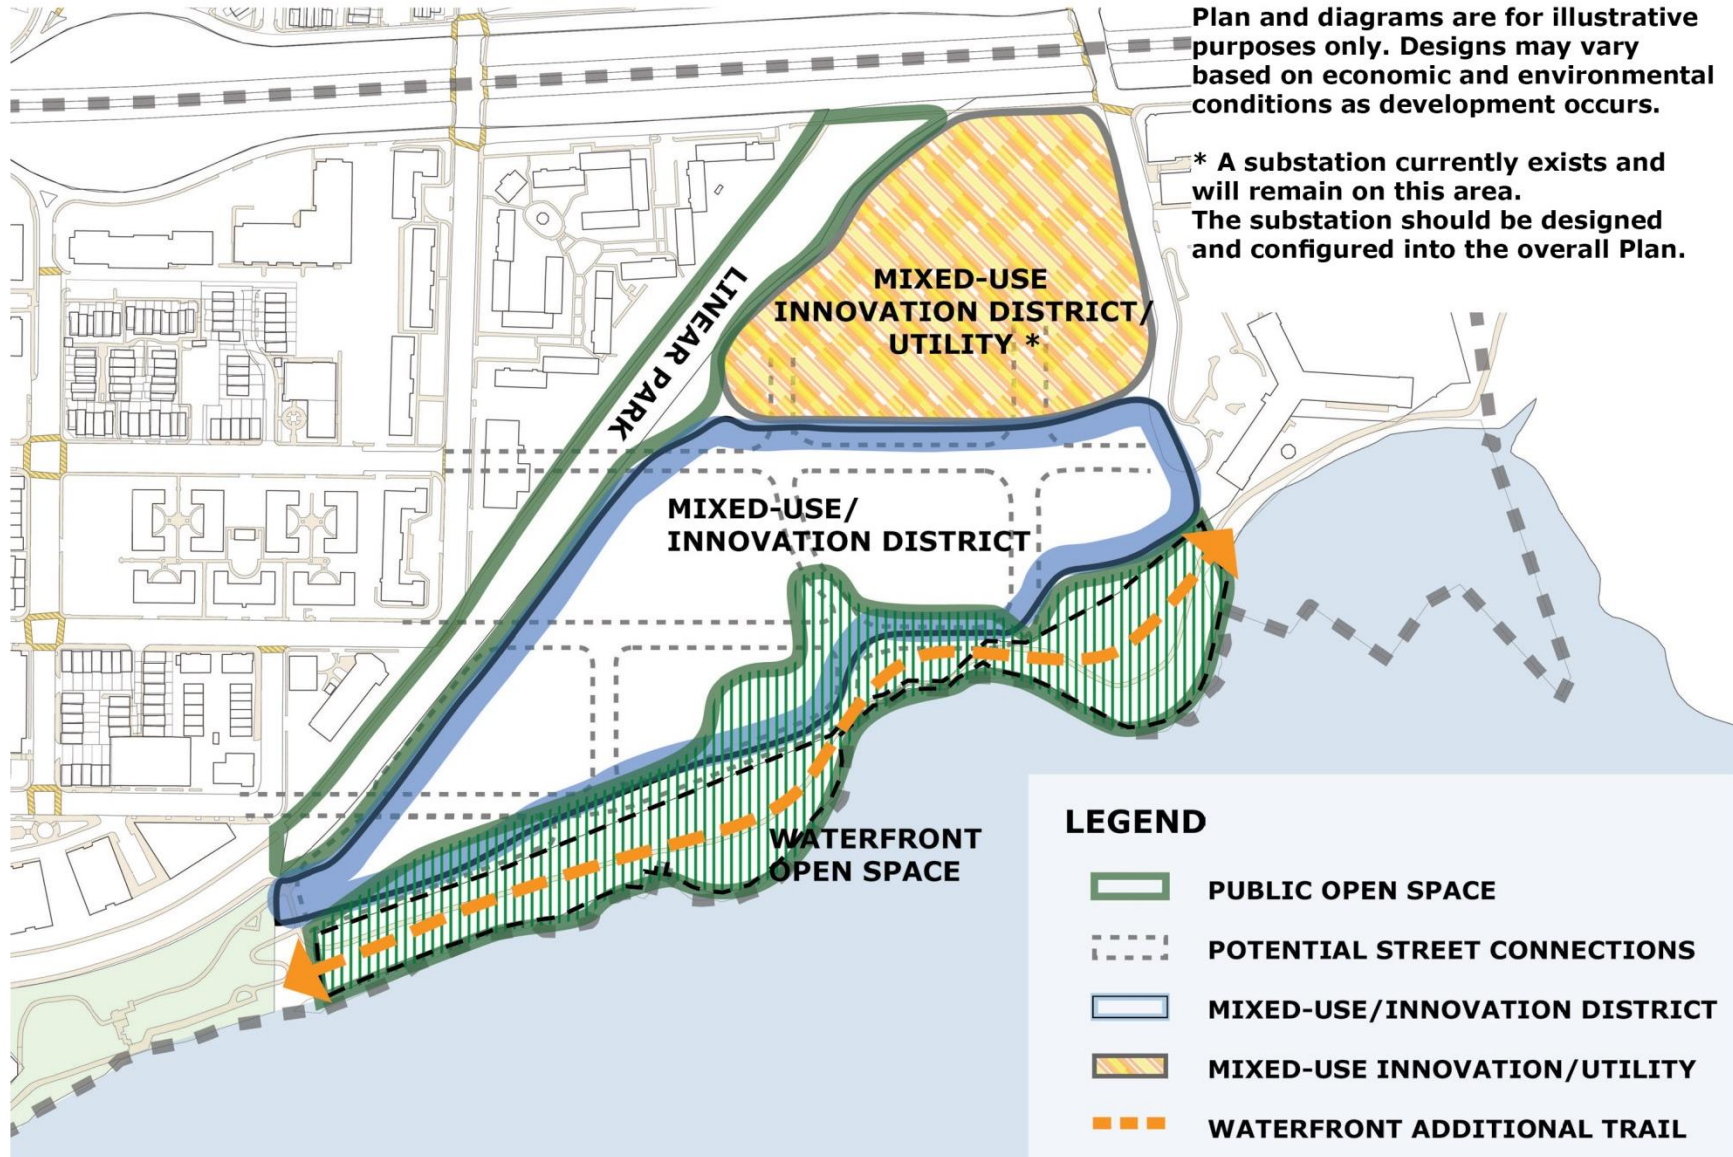 Plan and diagrams are for illustrative
purposes only. Designs may vary
based on economic and environmental
conditions as development occurs.
* A substation currently exists and
will remain on this area.
The substation should be designed
and configured into the overall Plan.
MIXED-USE
INNOVATION DISTRICT/
UTILITY *
LINEAR PARK
MIXED-USE/
INNOVATION DISTRICT
WATERFRONT
OPEN SPACE
LEGEND
PUBLIC OPEN SPACE
POTENTIAL STREET CONNECTIONS
MIXED-USE/INNOVATION DISTRICT
MIXED-USE INNOVATION/UTILITY
WATERFRONT ADDITIONAL TRAIL